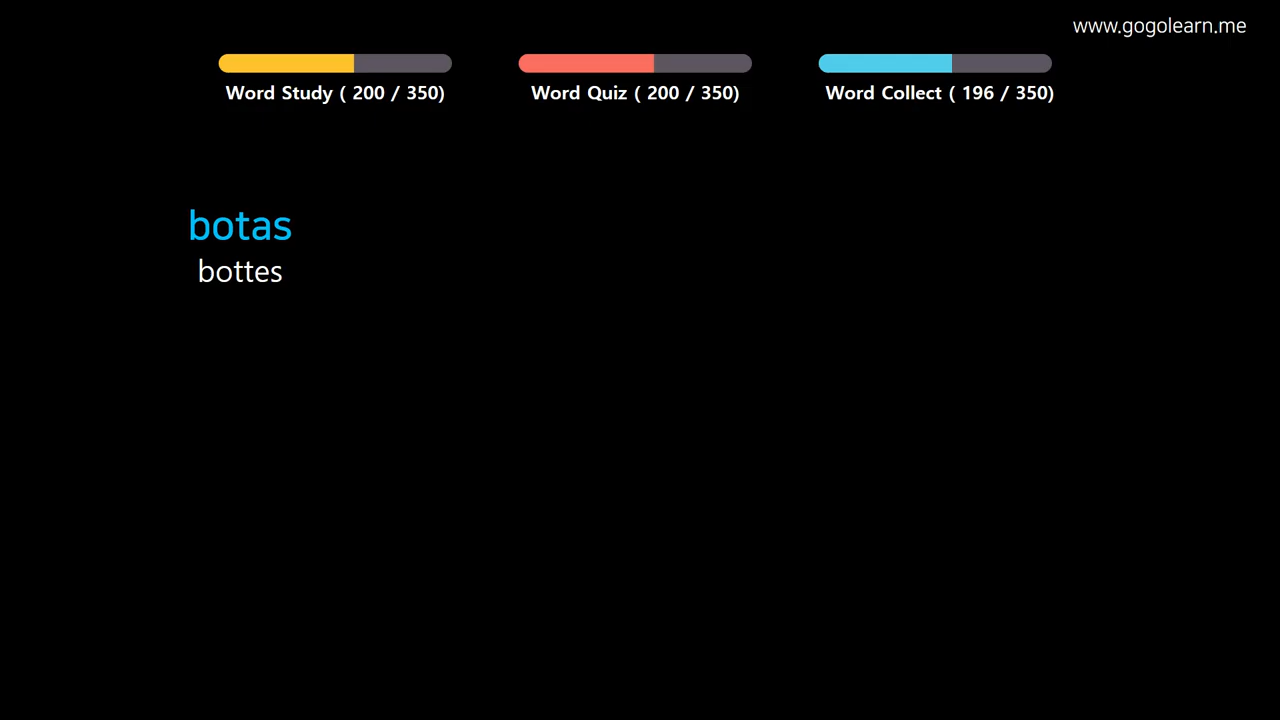 www.gogolearn.me
Word Study ( 200 / 350)
Word Quiz ( 200 / 350)
Word Collect ( 196 / 350)
botas
bottes